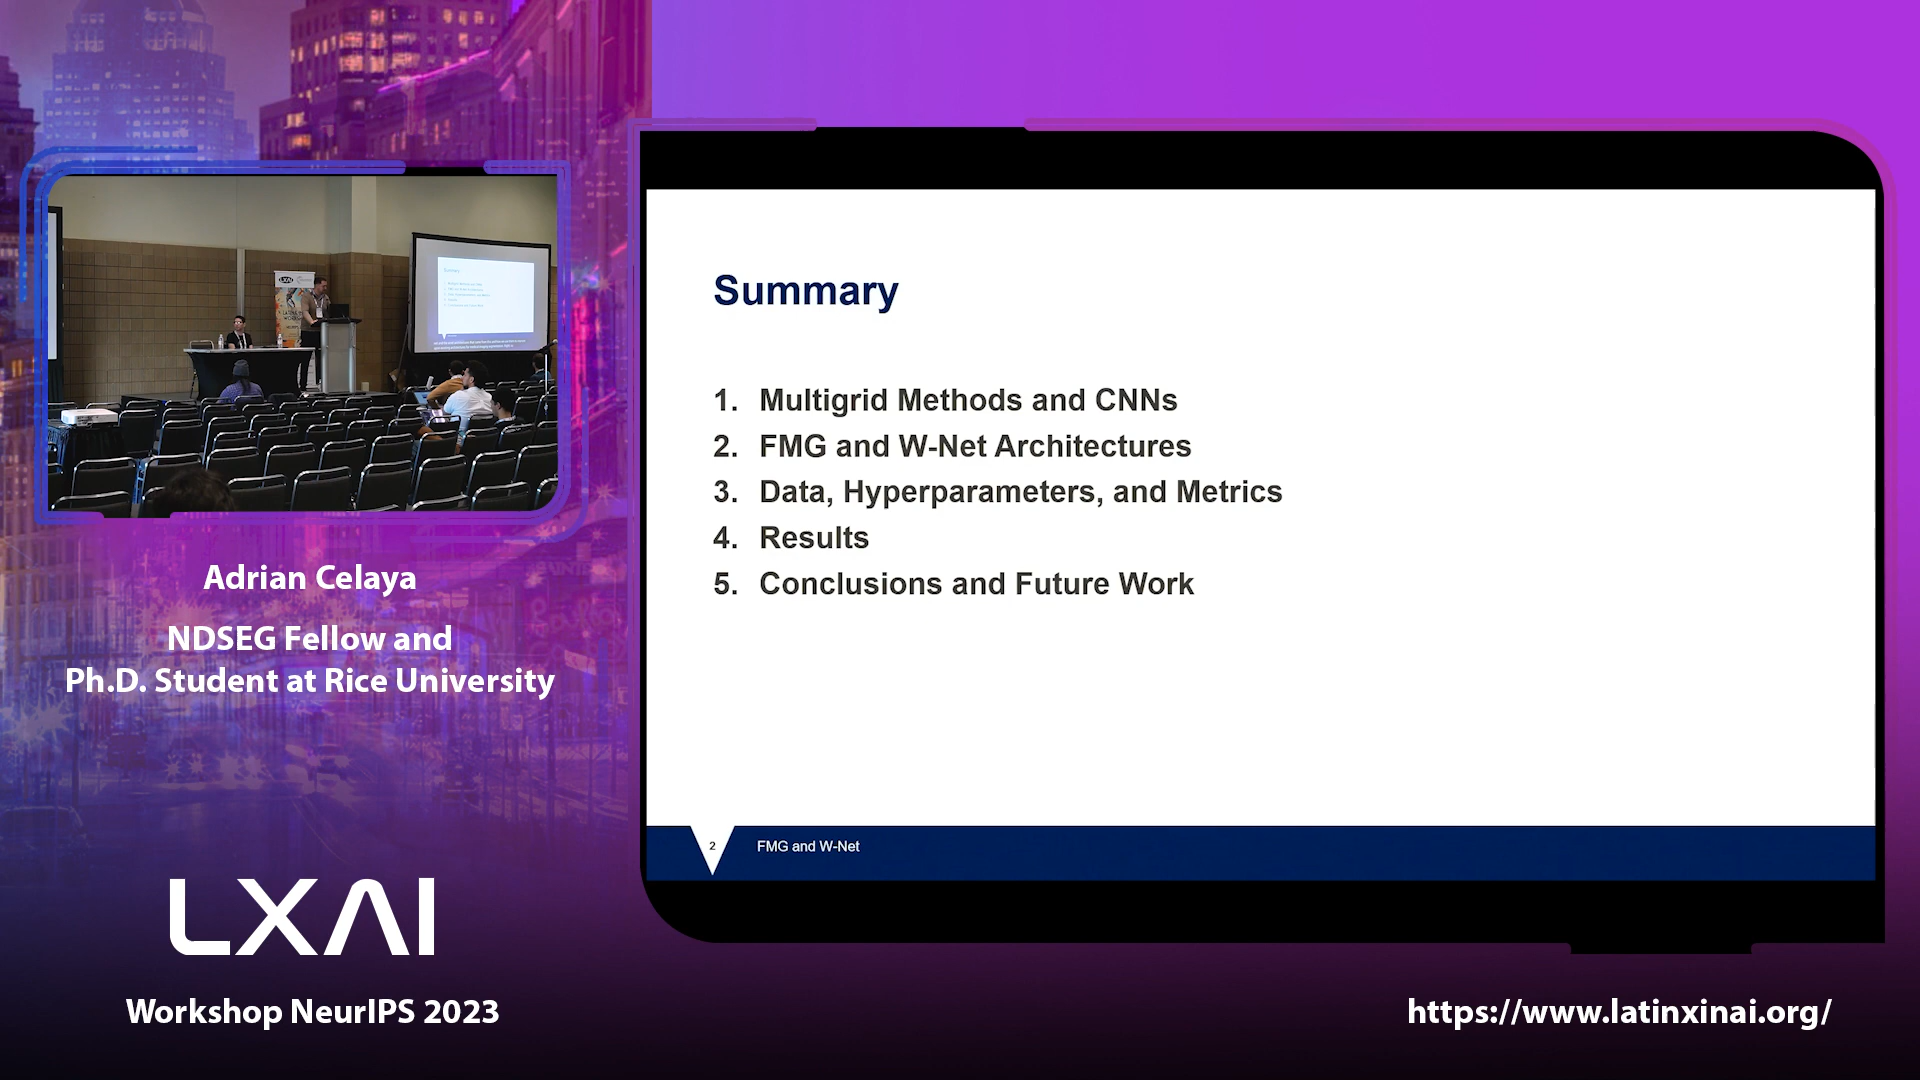 LXAI
Summary
Adrian Celaya
NDSEG Fellow and
Ph.D. Student at Rice University
LXAI
Workshop NeurIPS 2023
Summary
1. Multigrid Methods and CNNs
2. FMG and W-Net Architectures
3. Data, Hyperparameters, and Metrics
4. Results
5. Conclusions and Future Work
2
FMG and W-Net
https://www.latinxinai.org/